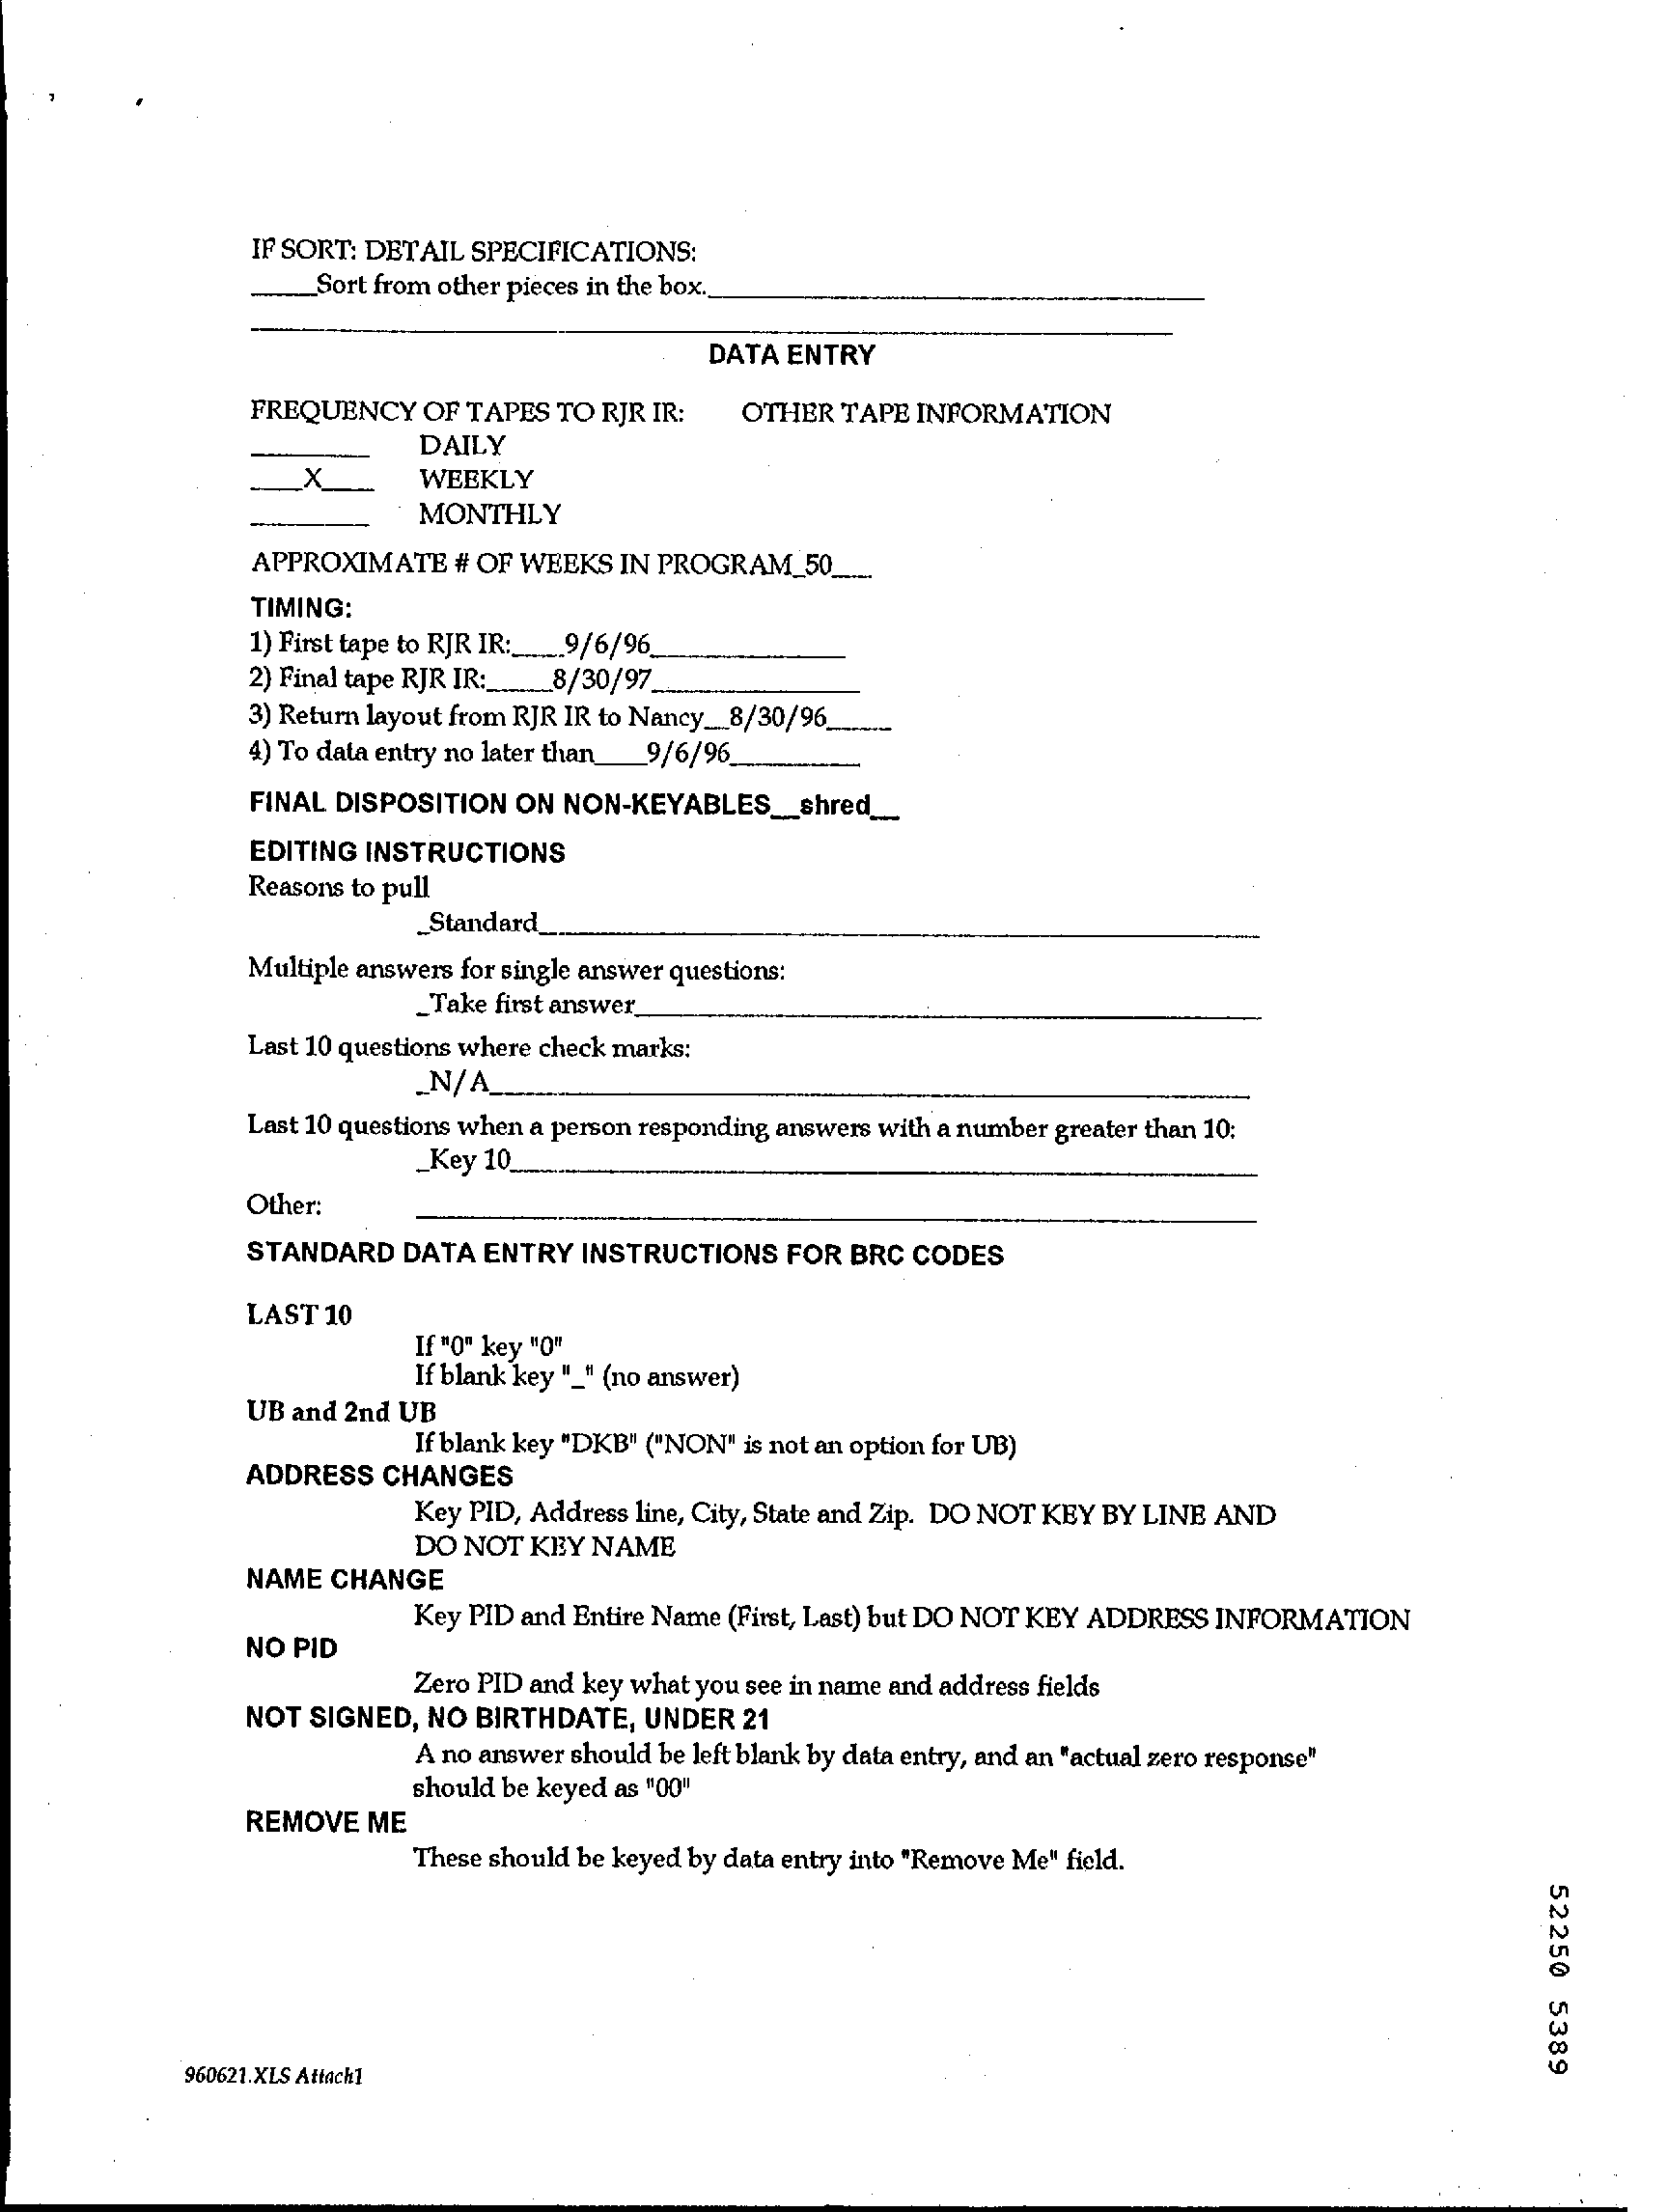 IF SORT: DETAIL SPECIFICATIONS:
_____Sort from other pieces in the box.______________________________
DATA ENTRY
FREQUENCY OF TAPES TO RJR IR: OTHER TAPE INFORMATION
________ DAILY
___X____ WEEKLY
________ MONTHLY
APPROXIMATE # OF WEEKS IN PROGRAM_50___
TIMING:
1) First tape to RJR IR:____9/6/96______________
2) Final tape RJR IR:_____8/30/97______________
3) Return layout from RJR IR to Nancy__8/30/96_____
4) To data entry no later than____9/6/96_________
FINAL DISPOSITION ON NON-KEYABLES__shred__
EDITING INSTRUCTIONS
Reasons to pull
_Standard______________________________
Multiple answers for single answer questions:
_Take first answer______________________________
Last 10 questions where check marks:
_N/A______________________________
Last 10 questions when a person responding answers with a number greater than 10:
_Key 10______________________________
Other: ______________________________
STANDARD DATA ENTRY INSTRUCTIONS FOR BRC CODES
LAST 10
If "0" key "0"
If blank key "_" (no answer)
UB and 2nd UB
If blank key "DKB" ("NON" is not an option for UB)
ADDRESS CHANGES
Key PID, Address line, City, State and Zip. DO NOT KEY BY LINE AND
DO NOT KEY NAME
NAME CHANGE
Key PID and Entire Name (First, Last) but DO NOT KEY ADDRESS INFORMATION
NO PID
Zero PID and key what you see in name and address fields
NOT SIGNED, NO BIRTHDATE, UNDER 21
A no answer should be left blank by data entry, and an "actual zero response"
should be keyed as "00"
REMOVE ME
These should be keyed by data entry into "Remove Me" field.
52250 5389
960621.XLS Attach1